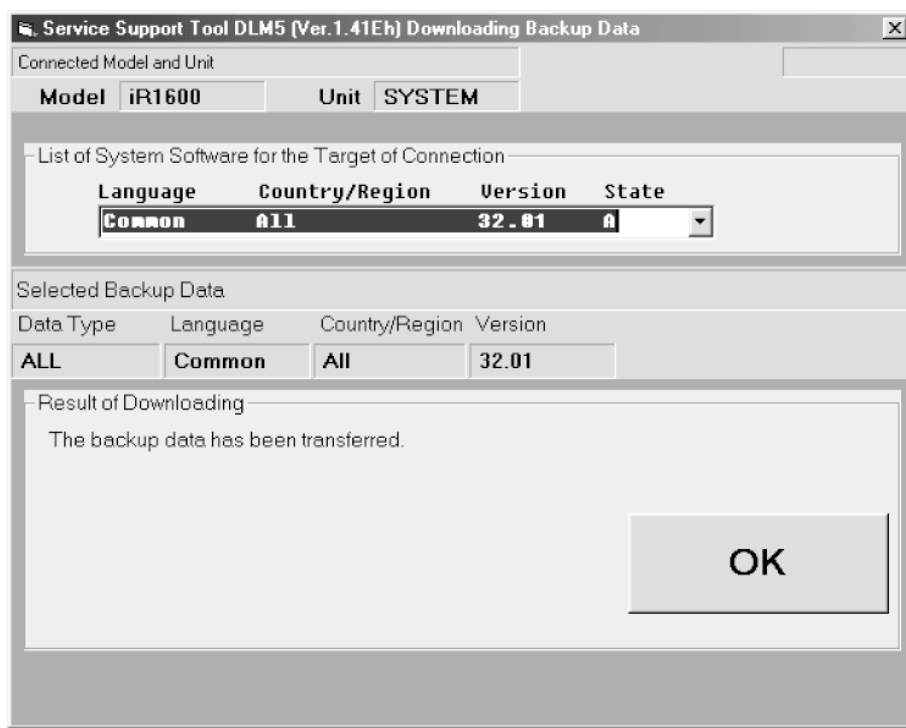 Service Support Tool DLM5 (Ver.1.41Eh) Downloading Backup Data
Connected Model and Unit
Model iR1600 Unit SYSTEM
List of System Software for the Target of Connection
Language Country/Region Version State
Common All 32.01 A
Selected Backup Data
Data Type Language Country/Region Version
ALL Common All 32.01
Result of Downloading
The backup data has been transferred.
OK